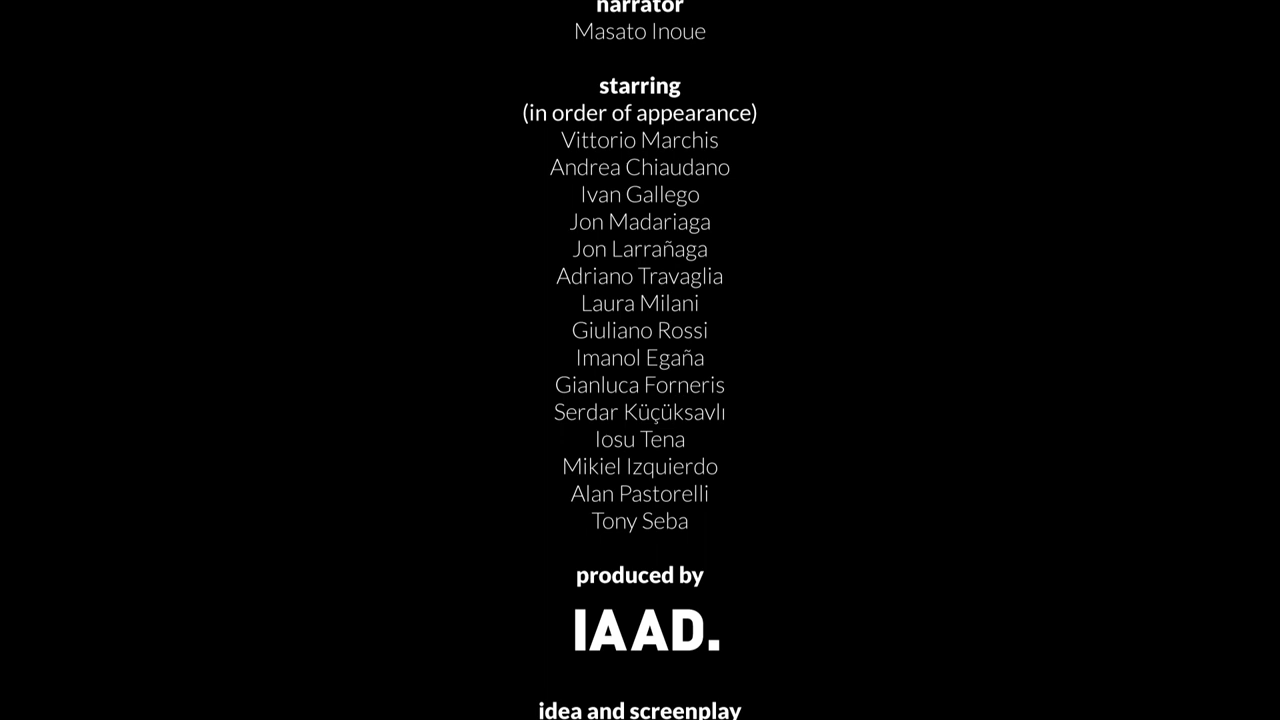 narrator
Masato Inoue
starring
(in order of appearance)
Vittorio Marchis
Andrea Chiaudano
Ivan Gallego
Jon Madariaga
Jon Larrañaga
Adriano Travaglia
Laura Milani
Giuliano Rossi
Imanol Egaña
Gianluca Forneris
Serdar Küçüksavlı
Iosu Tena
Mikiel Izquierdo
Alan Pastorelli
Tony Seba
produced by
IAAD.
idea and screenplay